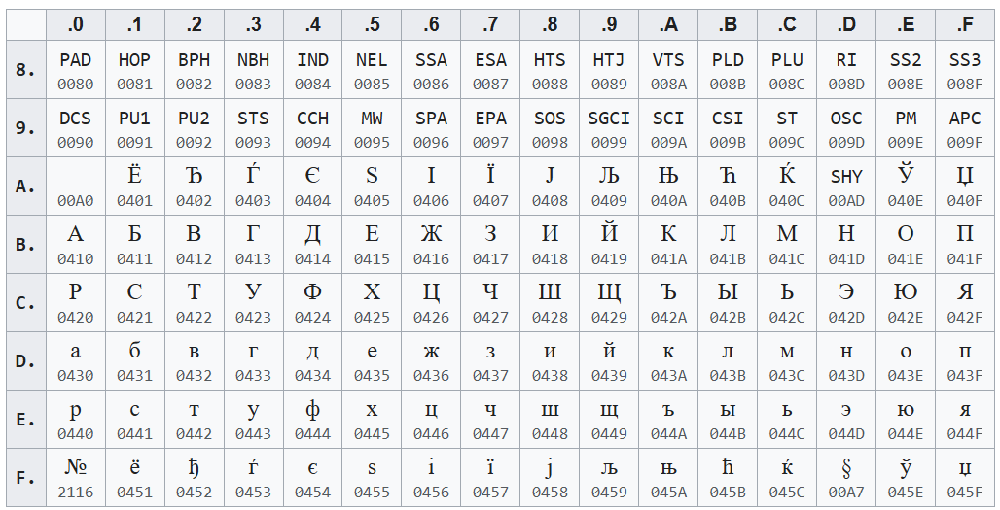 .0 .1 .2 .3 .4 .5 .6 .7 .8 .9 .A .B .C .D .E .F
8. PAD HOP BPH NBH IND NEL SSA ESA HTS HTJ VTS PLD PLU RI SS2 SS3
0080 0081 0082 0083 0084 0085 0086 0087 0088 0089 008A 008B 008C 008D 008E 008F
9. DCS PU1 PU2 STS CCH MW SPA EPA SOS SGCI SCI CSI ST OSC PM APC
0090 0091 0092 0093 0094 0095 0096 0097 0098 0099 009A 009B 009C 009D 009E 009F
A. Ё Ђ Ѓ Є Ѕ І Ї Ј Љ Њ Ћ Ќ SHY Ў Џ
00A0 0401 0402 0403 0404 0405 0406 0407 0408 0409 040A 040B 040C 00AD 040E 040F
B. А Б В Г Д Е Ж З И Й К Л М Н О П
0410 0411 0412 0413 0414 0415 0416 0417 0418 0419 041A 041B 041C 041D 041E 041F
C. Р С Т У Ф Х Ц Ч Ш Щ Ъ Ы Ь Э Ю Я
0420 0421 0422 0423 0424 0425 0426 0427 0428 0429 042A 042B 042C 042D 042E 042F
D. а б в г д е ж з и й к л м н о п
0430 0431 0432 0433 0434 0435 0436 0437 0438 0439 043A 043B 043C 043D 043E 043F
E. р с т у ф х ц ч ш щ ъ ы ь э ю я
0440 0441 0442 0443 0444 0445 0446 0447 0448 0449 044A 044B 044C 044D 044E 044F
F. № ё ђ ѓ є ѕ і ї ј љ њ ћ ќ § ў џ
2116 0451 0452 0453 0454 0455 0456 0457 0458 0459 045A 045B 045C 00A7 045E 045F